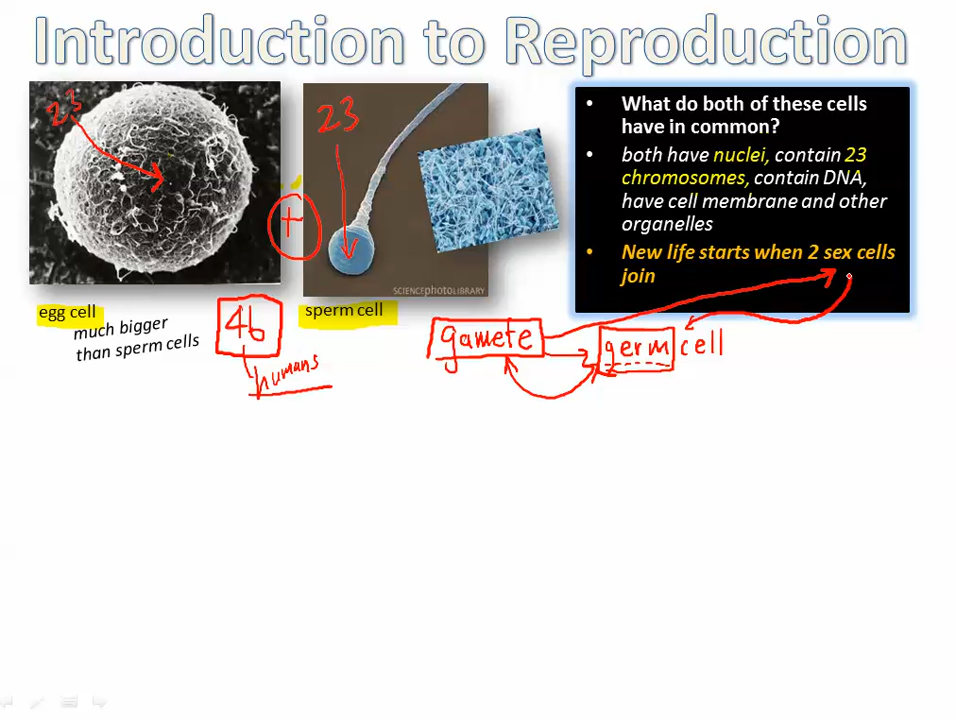 Introduction to Reproduction
23
23
+
SCIENCEphotoLIBRARY
egg cell
much bigger
than sperm cells
46
humans
sperm cell
• What do both of these cells
have in common?
• both have nuclei, contain 23
chromosomes, contain DNA,
have cell membrane and other
organelles
• New life starts when 2 sex cells
join
gamete
germ cell